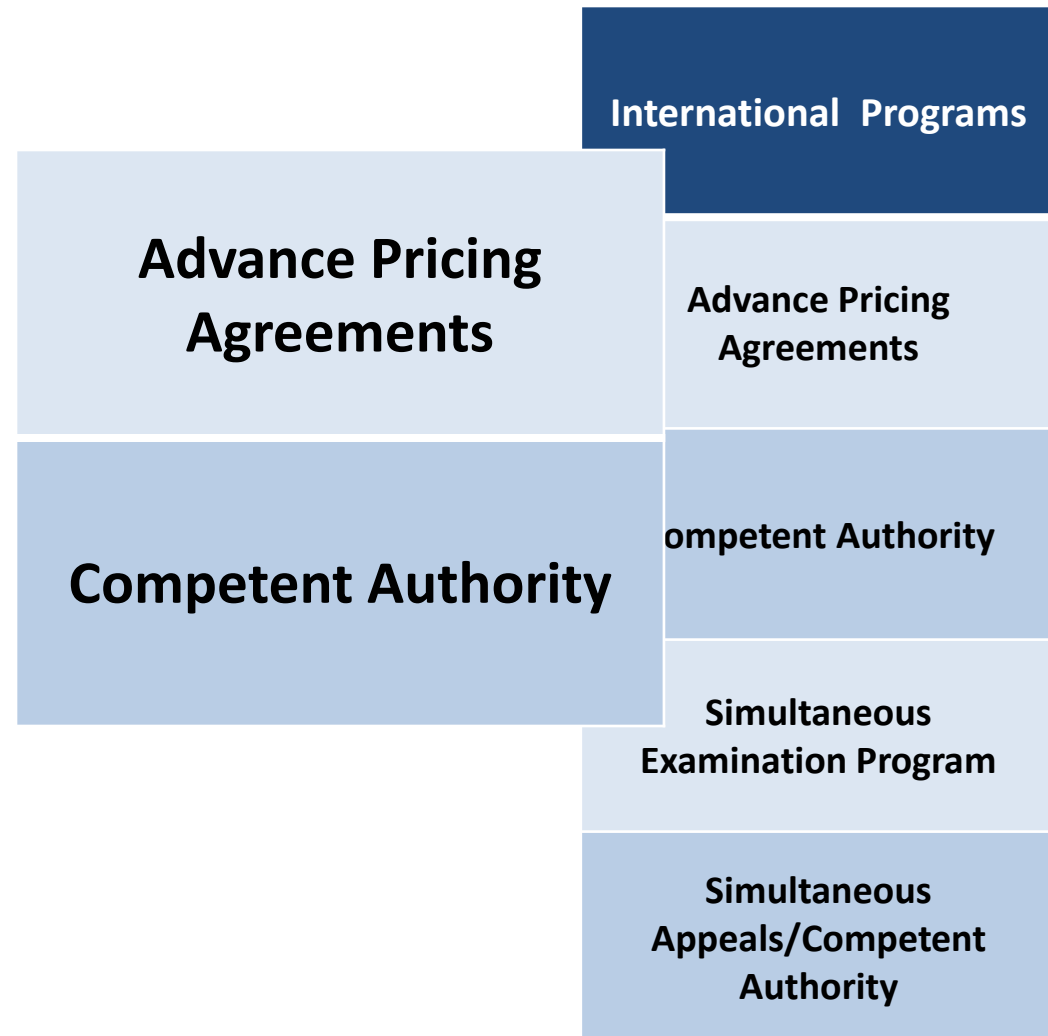 International Programs
Advance Pricing
Agreements
Competent Authority
Advance Pricing
Agreements
ompetent Authority
Simultaneous
Examination Program
Simultaneous
Appeals/Competent
Authority